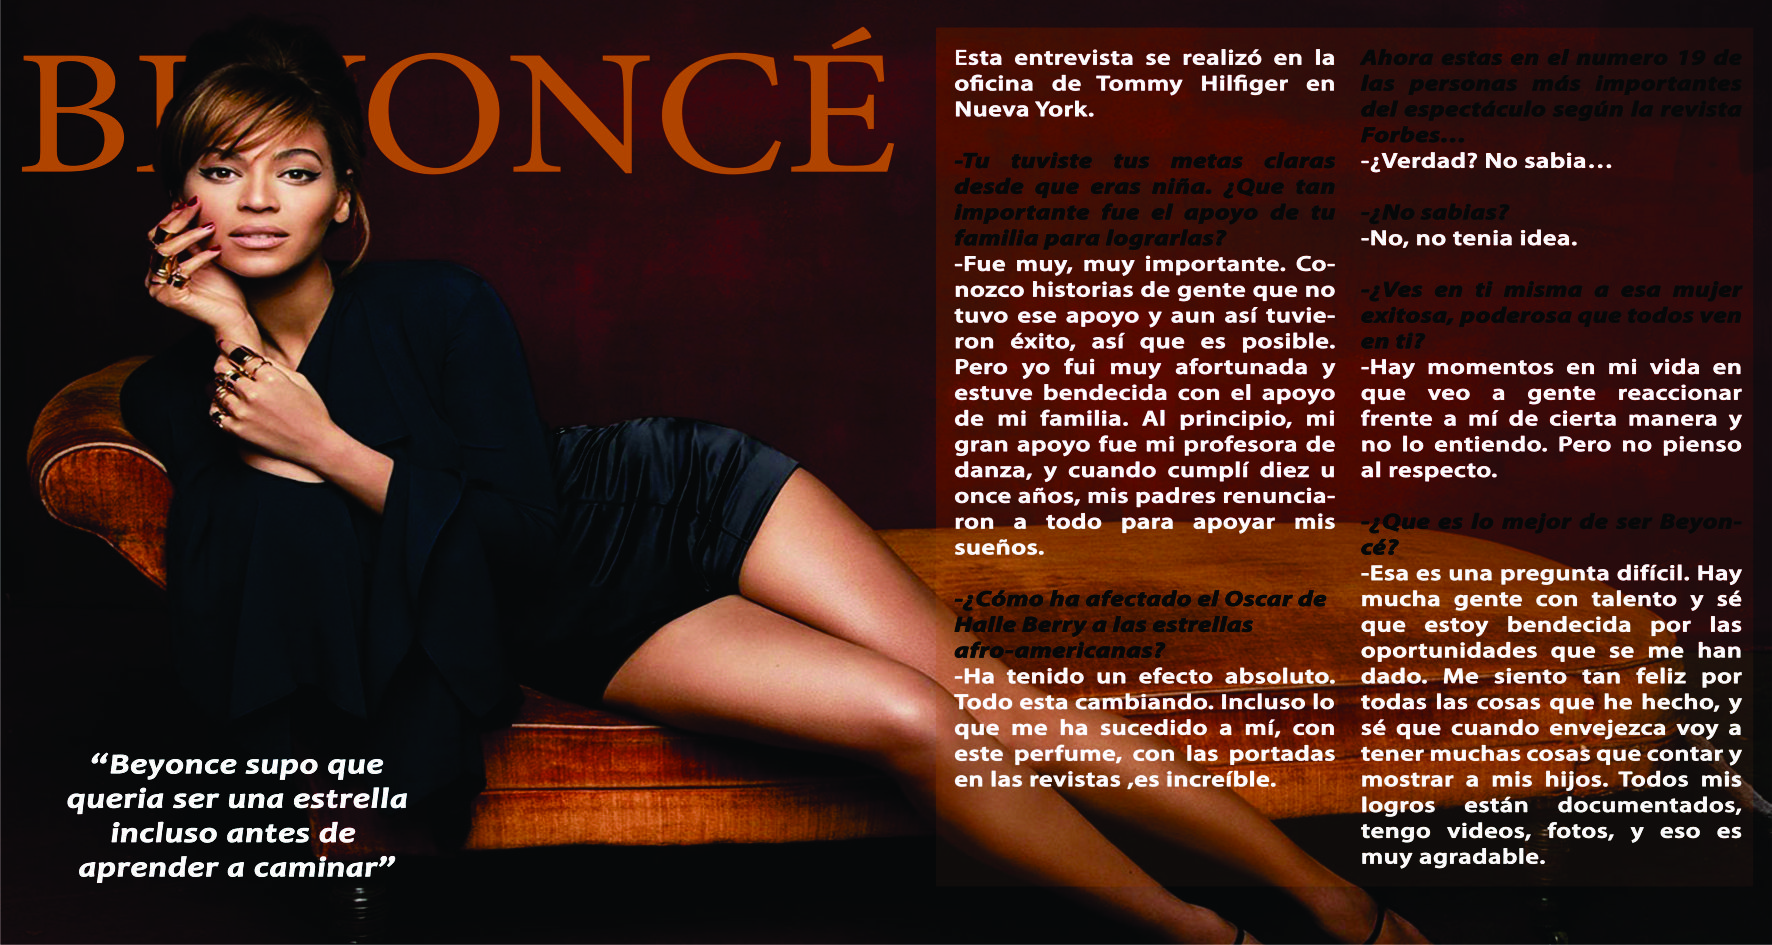 BEYONCÉ
Esta entrevista se realizó en la
oficina de Tommy Hilfiger en
Nueva York.
-Tu tuviste tus metas claras
desde que eras niña. ¿Que tan
importante fue el apoyo de tu
familia para lograrlas?
-Fue muy, muy importante. Co-
nozco historias de gente que no
tuvo ese apoyo y aun así tuvie-
ron éxito, así que es posible.
Pero yo fui muy afortunada y
estuve bendecida con el apoyo
de mi familia. Al principio, mi
gran apoyo fue mi profesora de
danza, y cuando cumplí diez u
once años, mis padres renuncia-
ron a todo para apoyar mis
sueños.
-¿Cómo ha afectado el Oscar de
Halle Berry a las estrellas
afro-americanas?
-Ha tenido un efecto absoluto.
Todo esta cambiando. Incluso lo
que me ha sucedido a mí, con
este perfume, con las portadas
en las revistas ,es increíble.
Ahora estas en el numero 19 de
las personas más importantes
del espectáculo según la revista
Forbes...
-¿Verdad? No sabia...
-¿No sabias?
-No, no tenia idea.
-¿Ves en ti misma a esa mujer
exitosa, poderosa que todos ven
en ti?
-Hay momentos en mi vida en
que veo a gente reaccionar
frente a mí de cierta manera y
no lo entiendo. Pero no pienso
al respecto.
-¿Que es lo mejor de ser Beyon-
cé?
-Esa es una pregunta difícil. Hay
mucha gente con talento y sé
que estoy bendecida por las
oportunidades que se me han
dado. Me siento tan feliz por
todas las cosas que he hecho, y
sé que cuando envejezca voy a
tener muchas cosas que contar y
mostrar a mis hijos. Todos mis
logros están documentados,
tengo videos, fotos, y eso es
muy agradable.
“Beyonce supo que
queria ser una estrella
incluso antes de
aprender a caminar”